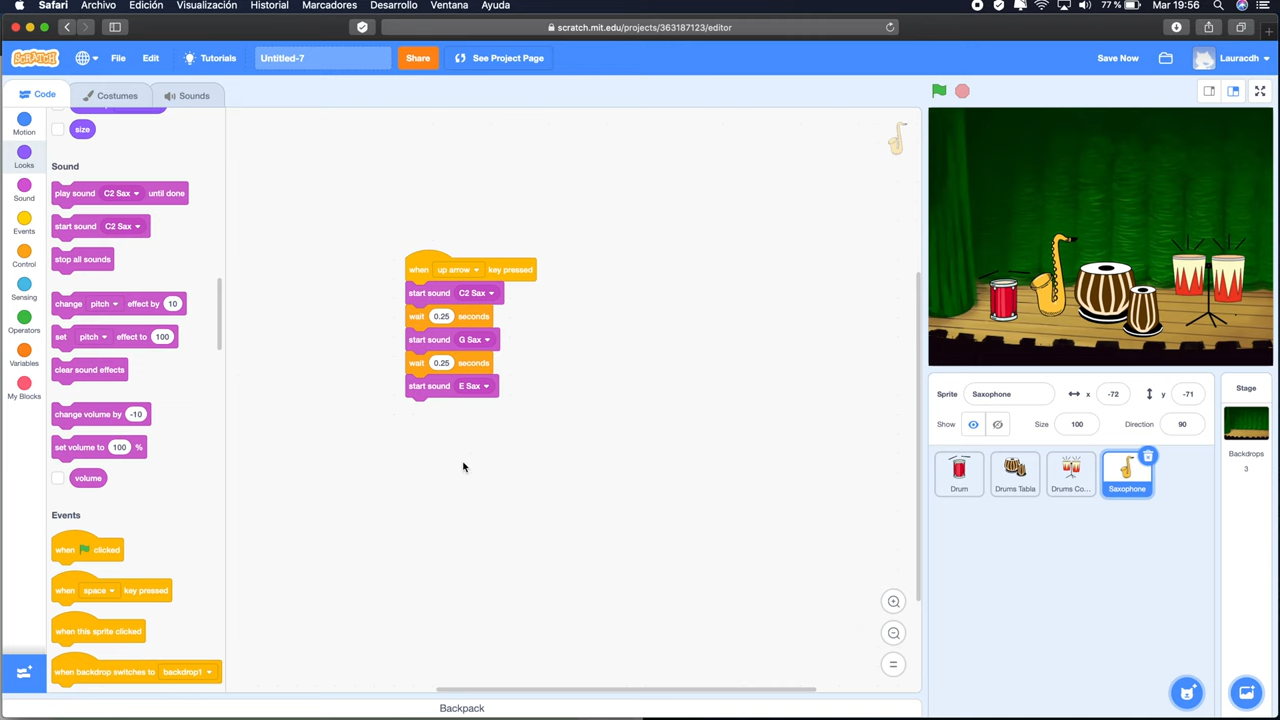 Safari Archivo Edición Visualización Historial Marcadores Desarrollo Ventana Ayuda 77 % Mar 19:56
scratch.mit.edu/projects/363187123/editor
SCRATCH File Edit Tutorials Untitled-7 Share See Project Page Save Now Lauracdh
Code Costumes Sounds
Motion
Looks
Sound
Events
Control
Sensing
Operators
Variables
My Blocks
size
Sound
play sound C2 Sax until done
start sound C2 Sax
stop all sounds
change pitch effect by 10
set pitch effect to 100
clear sound effects
change volume by -10
set volume to 100 %
volume
Events
when clicked
when space key pressed
when this sprite clicked
when backdrop switches to backdrop1
when up arrow key pressed
start sound C2 Sax
wait 0.25 seconds
start sound G Sax
wait 0.25 seconds
start sound E Sax
Backpack
Sprite Saxophone x -72 y -71
Show Size 100 Direction 90
Drum Drums Tabla Drums Co... Saxophone
Stage
Backdrops
3